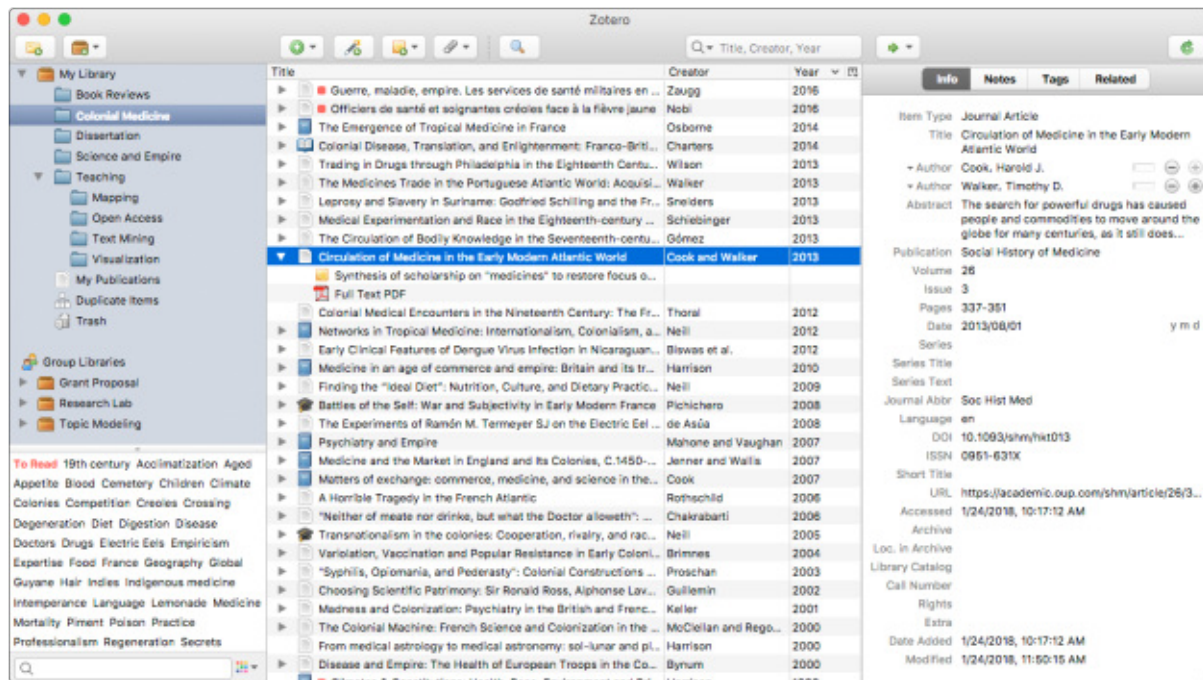 Zotero
Title, Creator, Year
My Library
Book Reviews
Colonial Medicine
Dissertation
Science and Empire
Teaching
Mapping
Open Access
Text Mining
Visualization
My Publications
Duplicate Items
Trash
Group Libraries
Grant Proposal
Research Lab
Topic Modeling
To Read 19th century Acclimatization Aged
Appetite Blood Cemetery Children Climate
Colonies Competition Creoles Crossing
Degeneration Diet Digestion Disease
Doctors Drugs Electric Eels Empiricism
Expertise Food France Geography Global
Guyane Hair Indies Indigenous medicine
Intemperance Language Lemonade Medicine
Mortality Piment Poison Practice
Professionalism Regeneration Secrets
Title Creator Year
Guerre, maladie, empire. Les services de santé militaires en ... Zaugg 2016
Officiers de santé et soignantes créoles face à la fièvre jaune Nobi 2016
The Emergence of Tropical Medicine in France Osborne 2014
Colonial Disease, Translation, and Enlightenment: Franco-Briti... Charters 2014
Trading in Drugs through Philadelphia in the Eighteenth Centu... Wilson 2013
The Medicines Trade in the Portuguese Atlantic World: Acquisi... Walker 2013
Leprosy and Slavery in Suriname: Godfried Schilling and the Fr... Snelders 2013
Medical Experimentation and Race in the Eighteenth-century ... Schiebinger 2013
The Circulation of Bodily Knowledge in the Seventeenth-centu... Gómez 2013
Circulation of Medicine in the Early Modern Atlantic World Cook and Walker 2013
Synthesis of scholarship on "medicines" to restore focus o...
Full Text PDF
Colonial Medical Encounters in the Nineteenth Century: The Fr... Thoral 2012
Networks in Tropical Medicine: Internationalism, Colonialism, a... Neill 2012
Early Clinical Features of Dengue Virus Infection in Nicaraguan... Biswas et al. 2012
Medicine in an age of commerce and empire: Britain and its tr... Harrison 2010
Finding the "Ideal Diet": Nutrition, Culture, and Dietary Practic... Neill 2009
Battles of the Self: War and Subjectivity in Early Modern France Pichichero 2008
The Experiments of Ramón M. Termeyer SJ on the Electric Eel ... de Asúa 2008
Psychiatry and Empire Mahone and Vaughan 2007
Medicine and the Market in England and Its Colonies, C.1450-... Jenner and Wallis 2007
Matters of exchange: commerce, medicine, and science in the... Cook 2007
A Horrible Tragedy in the French Atlantic Rothschild 2006
"Neither of meate nor drinke, but what the Doctor alloweth": ... Chakrabarti 2006
Transnationalism in the colonies: Cooperation, rivalry, and rac... Neill 2005
Variolation, Vaccination and Popular Resistance in Early Coloni... Brimnes 2004
"Syphilis, Opiomania, and Pederasty": Colonial Constructions ... Proschan 2003
Choosing Scientific Patrimony: Sir Ronald Ross, Alphonse Lav... Guillemin 2002
Madness and Colonization: Psychiatry in the British and Frenc... Keller 2001
The Colonial Machine: French Science and Colonization in the ... McClellan and Rego... 2000
From medical astrology to medical astronomy: sol-lunar and pl... Harrison 2000
Disease and Empire: The Health of European Troops in the Co... Bynum 2000
Info Notes Tags Related
Item Type Journal Article
Title Circulation of Medicine in the Early Modern
Atlantic World
Author Cook, Harold J.
Author Walker, Timothy D.
Abstract The search for powerful drugs has caused
people and commodities to move around the
globe for many centuries, as it still does...
Publication Social History of Medicine
Volume 26
Issue 3
Pages 337-351
Date 2013/08/01 y m d
Series
Series Title
Series Text
Journal Abbr Soc Hist Med
Language en
DOI 10.1093/shm/hkt013
ISSN 0951-631X
Short Title
URL https://academic.oup.com/shm/article/26/3...
Accessed 1/24/2018, 10:17:12 AM
Archive
Loc. in Archive
Library Catalog
Call Number
Rights
Extra
Date Added 1/24/2018, 10:17:12 AM
Modified 1/24/2018, 11:50:15 AM